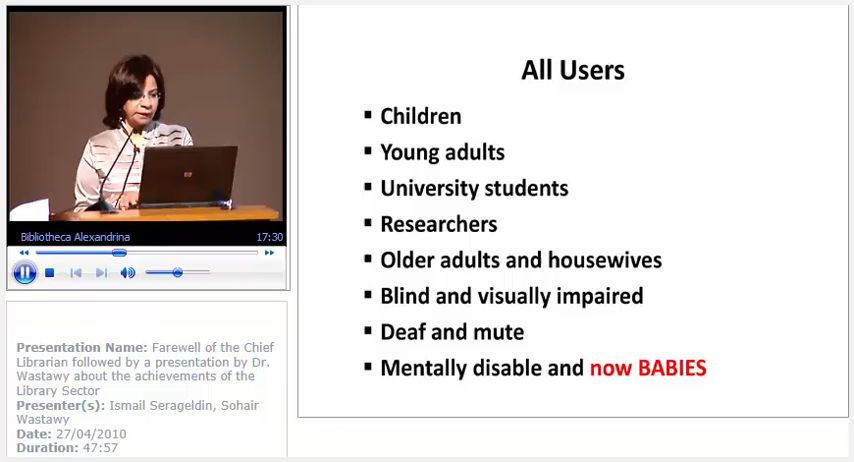 All Users
Children
Young adults
University students
Researchers
Older adults and housewives
Blind and visually impaired
Deaf and mute
Mentally disable and now BABIES
Bibliotheca Alexandrina 17:30
Presentation Name: Farewell of the Chief
Librarian followed by a presentation by Dr.
Wastawy about the achievements of the
Library Sector
Presenter(s): Ismail Serageldin, Sohair
Wastawy
Date: 27/04/2010
Duration: 47:57